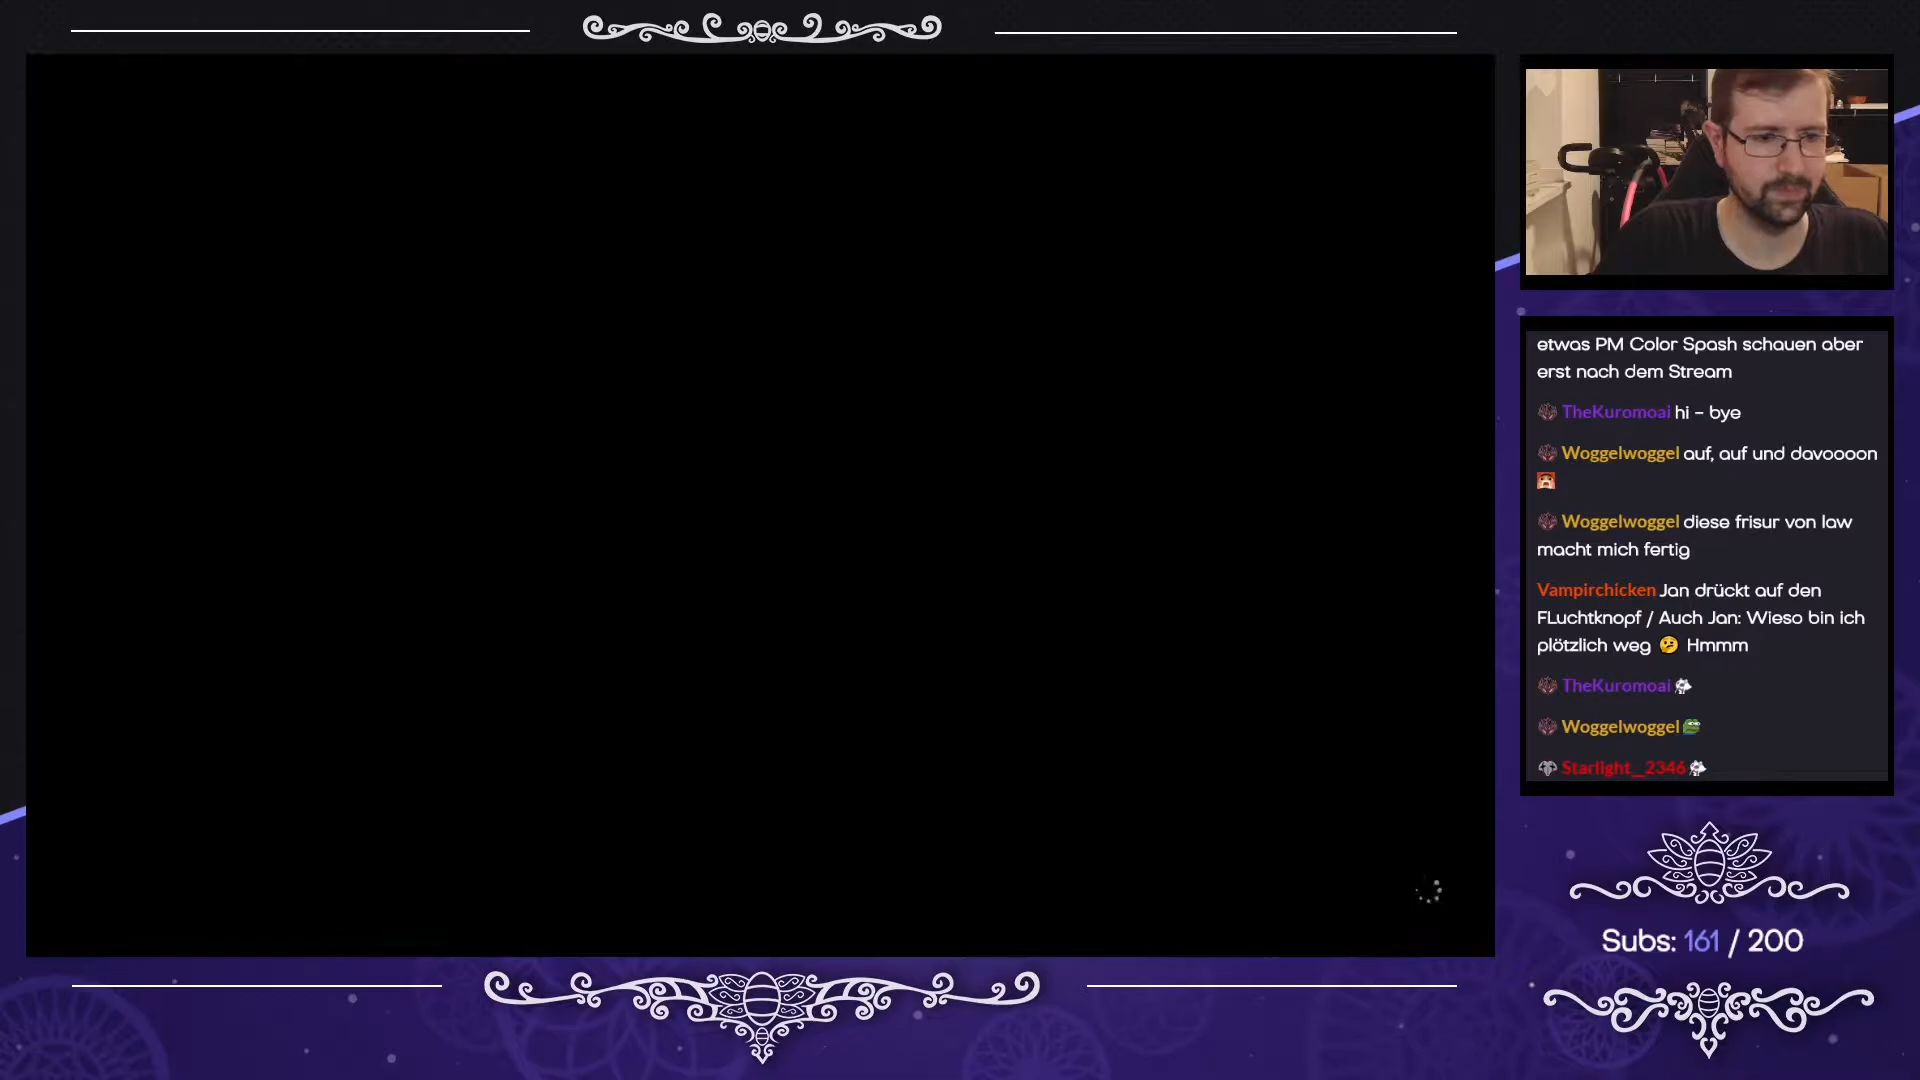 etwas PM Color Spash schauen aber
erst nach dem Stream
TheKuromoai hi - bye
Woggelwoggel auf, auf und davoooon
Woggelwoggel diese frisur von law
macht mich fertig
Vampirchicken Jan drückt auf den
FLuchtknopf / Auch Jan: Wieso bin ich
plötzlich weg 🤔 Hmmm
TheKuromoai
Woggelwoggel
Starlight_2346
Subs: 161 / 200